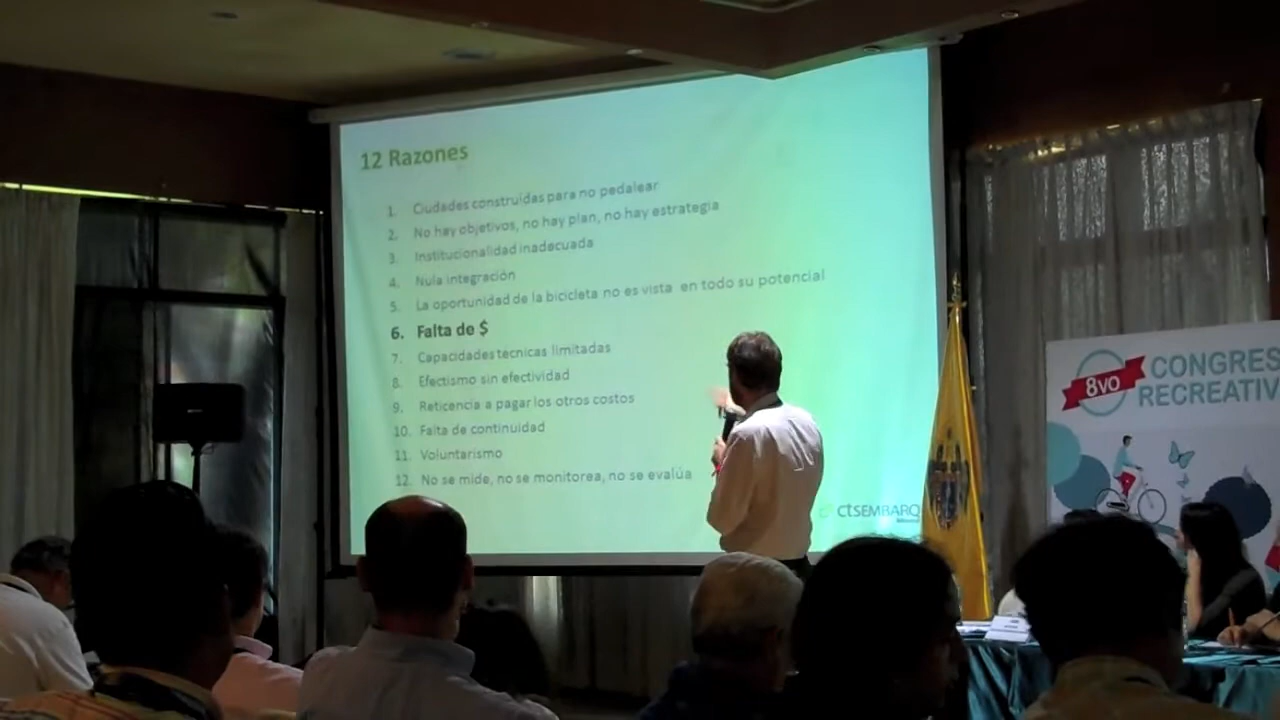 12 Razones
1. Ciudades construidas para no pedalear
2. No hay objetivos, no hay plan, no hay estrategia
3. Institucionalidad inadecuada
4. Nula integración
5. La oportunidad de la bicicleta no es vista en todo su potencial
6. Falta de $
7. Capacidades técnicas limitadas
8. Efectismo sin efectividad
9. Reticencia a pagar los otros costos
10. Falta de continuidad
11. Voluntarismo
12. No se mide, no se monitorea, no se evalúa
CTSEMBARQ
8VO
CONGRES
RECREATIV